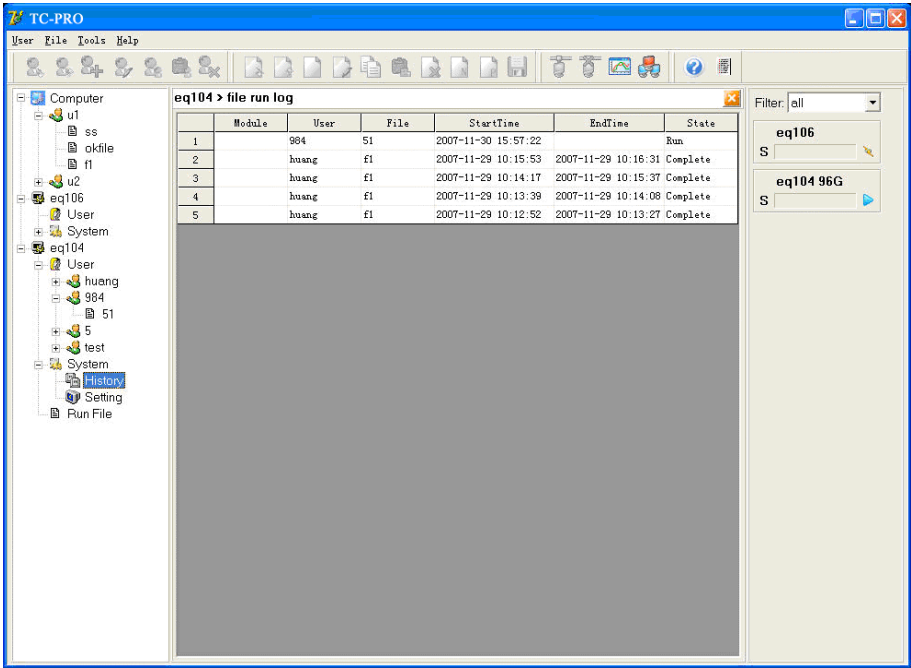 TC-PRO
User File Tools Help
Computer
u1
ss
okfile
f1
u2
eq106
User
System
eq104
User
huang
984
51
5
test
System
History
Setting
Run File
eq104 > file run log
Module User File StartTime EndTime State
1 984 51 2007-11-30 15:57:22 Run
2 huang f1 2007-11-29 10:15:53 2007-11-29 10:16:31 Complete
3 huang f1 2007-11-29 10:14:17 2007-11-29 10:15:37 Complete
4 huang f1 2007-11-29 10:13:39 2007-11-29 10:14:08 Complete
5 huang f1 2007-11-29 10:12:52 2007-11-29 10:13:27 Complete
Filter: all
eq106
S
eq104 96G
S